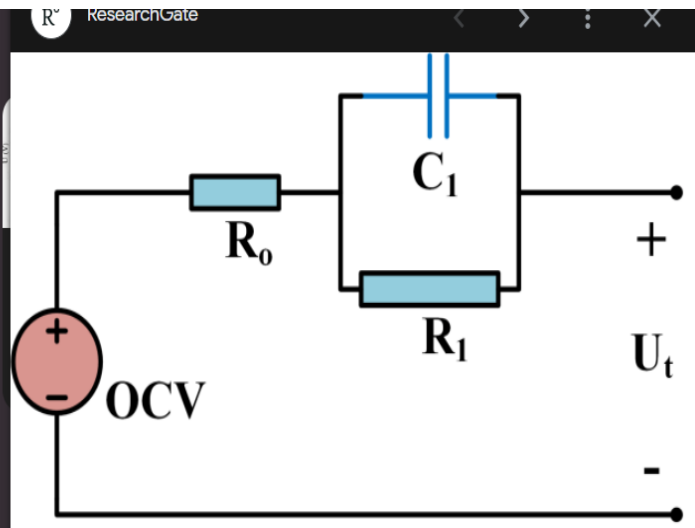 R
ResearchGate
C₁
R₀
+
R₁
+
Uₜ
−
OCV
-